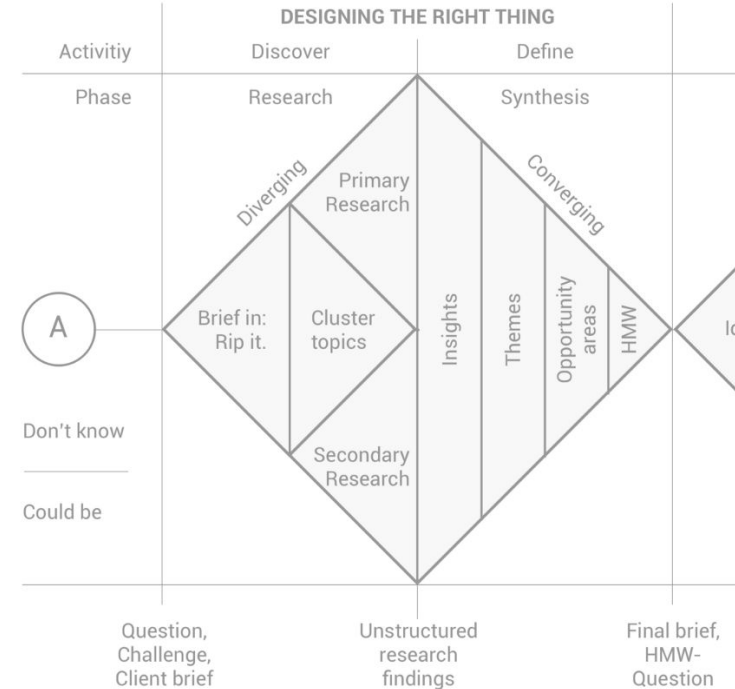 DESIGNING THE RIGHT THING
Activitiy
Discover
Define
Phase
Research
Synthesis
Diverging
Converging
Primary
Research
A
Brief in:
Rip it.
Cluster
topics
Secondary
Research
Insights
Themes
Opportunity
areas
HMW
Don't know
Could be
Question,
Challenge,
Client brief
Unstructured
research
findings
Final brief,
HMW-
Question